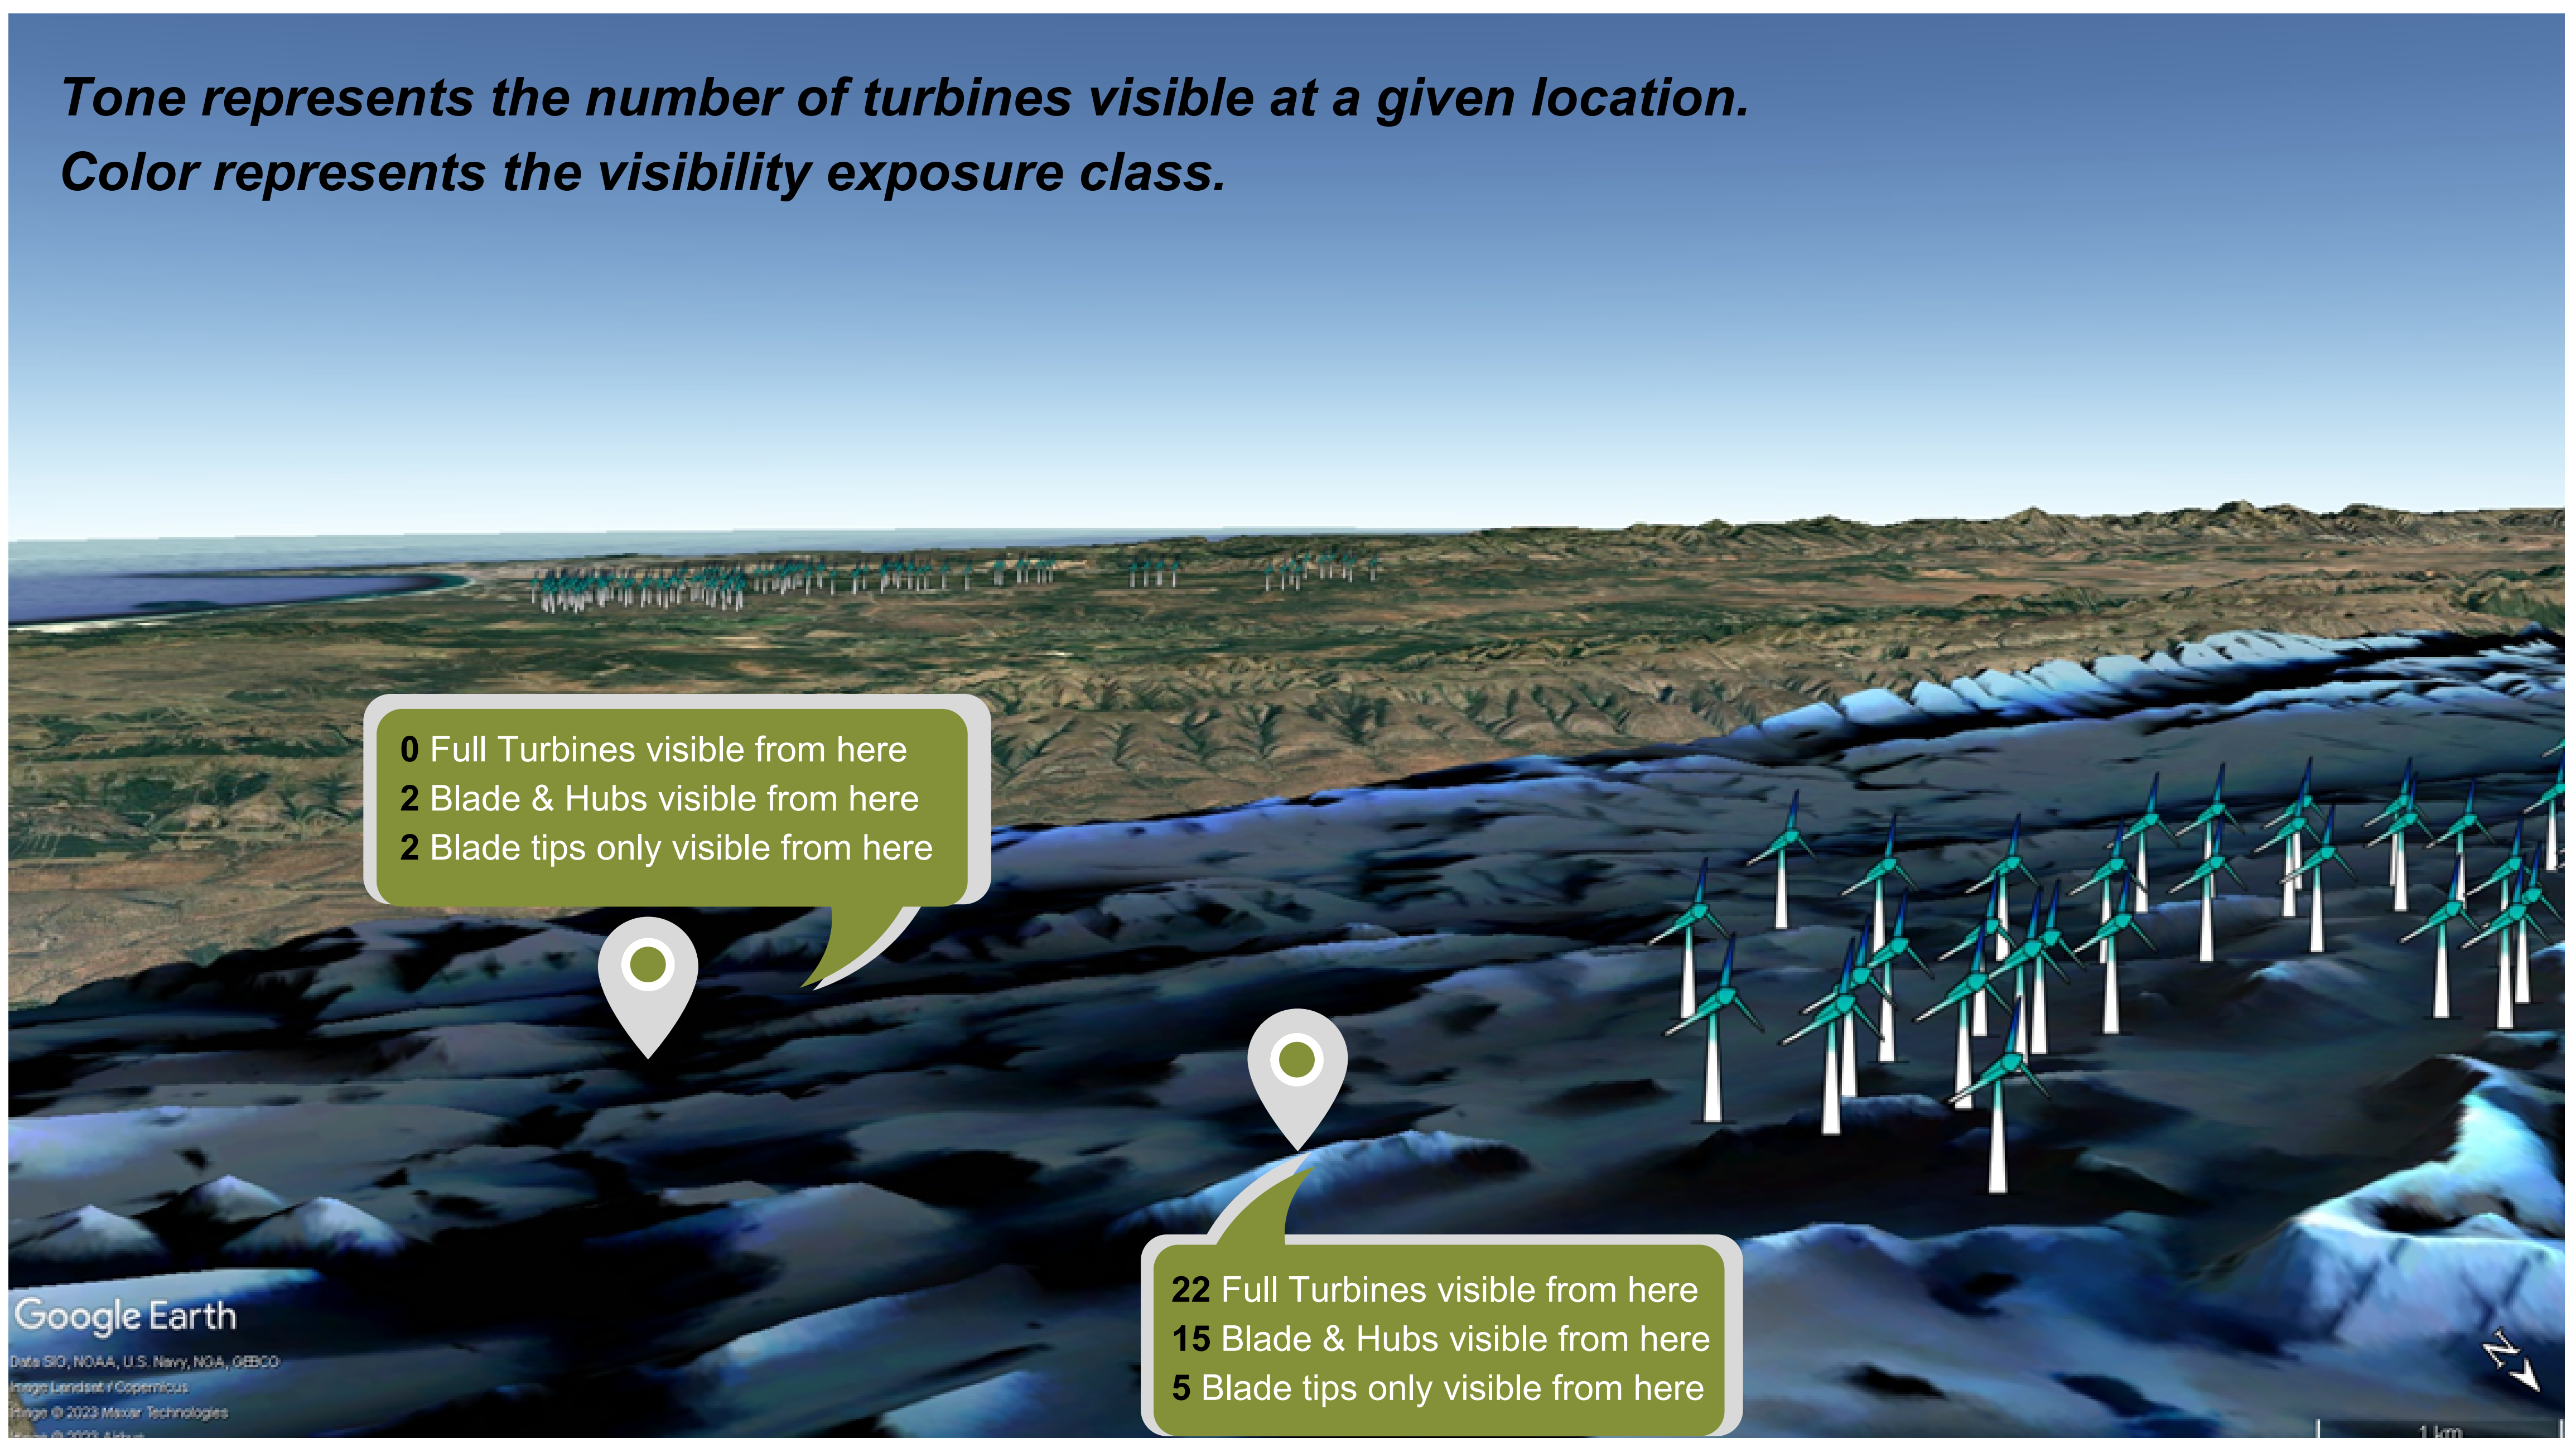 Tone represents the number of turbines visible at a given location.
Color represents the visibility exposure class.
0 Full Turbines visible from here
2 Blade & Hubs visible from here
2 Blade tips only visible from here
22 Full Turbines visible from here
15 Blade & Hubs visible from here
5 Blade tips only visible from here
Google Earth
Data SIO, NOAA, U.S. Navy, NGA, GEBCO
Image Landsat / Copernicus
Image © 2023 Maxar Technologies
Image © 2023 Airbus
N
1 km